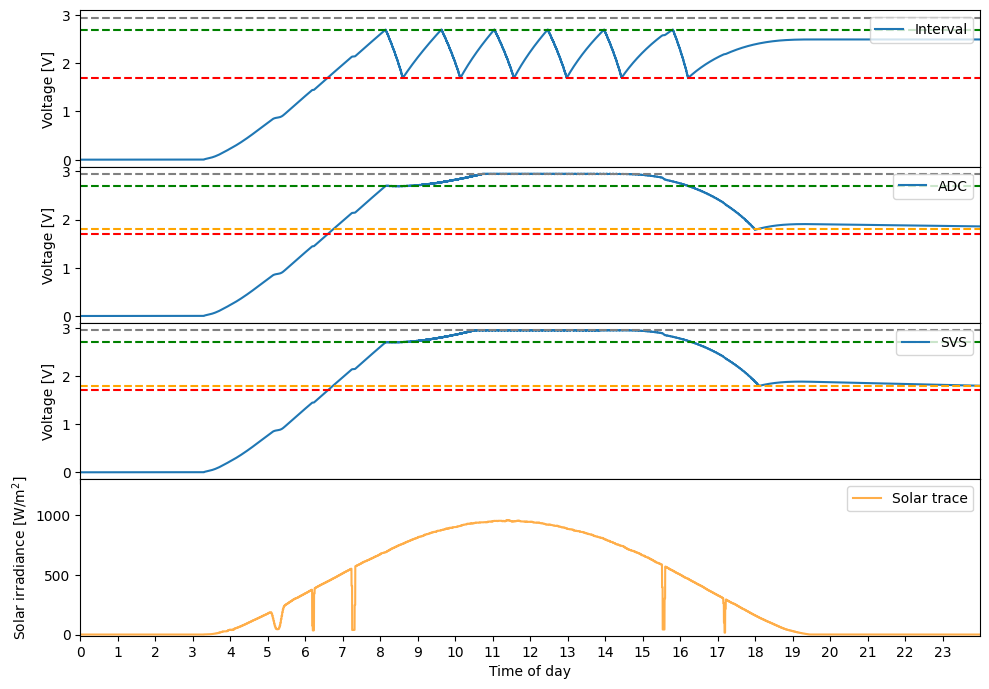 3
2
1
0
Voltage [V]
Interval
3
2
1
0
Voltage [V]
ADC
3
2
1
0
Voltage [V]
SVS
1000
500
0
Solar irradiance [W/m²]
Solar trace
0 1 2 3 4 5 6 7 8 9 10 11 12 13 14 15 16 17 18 19 20 21 22 23
Time of day